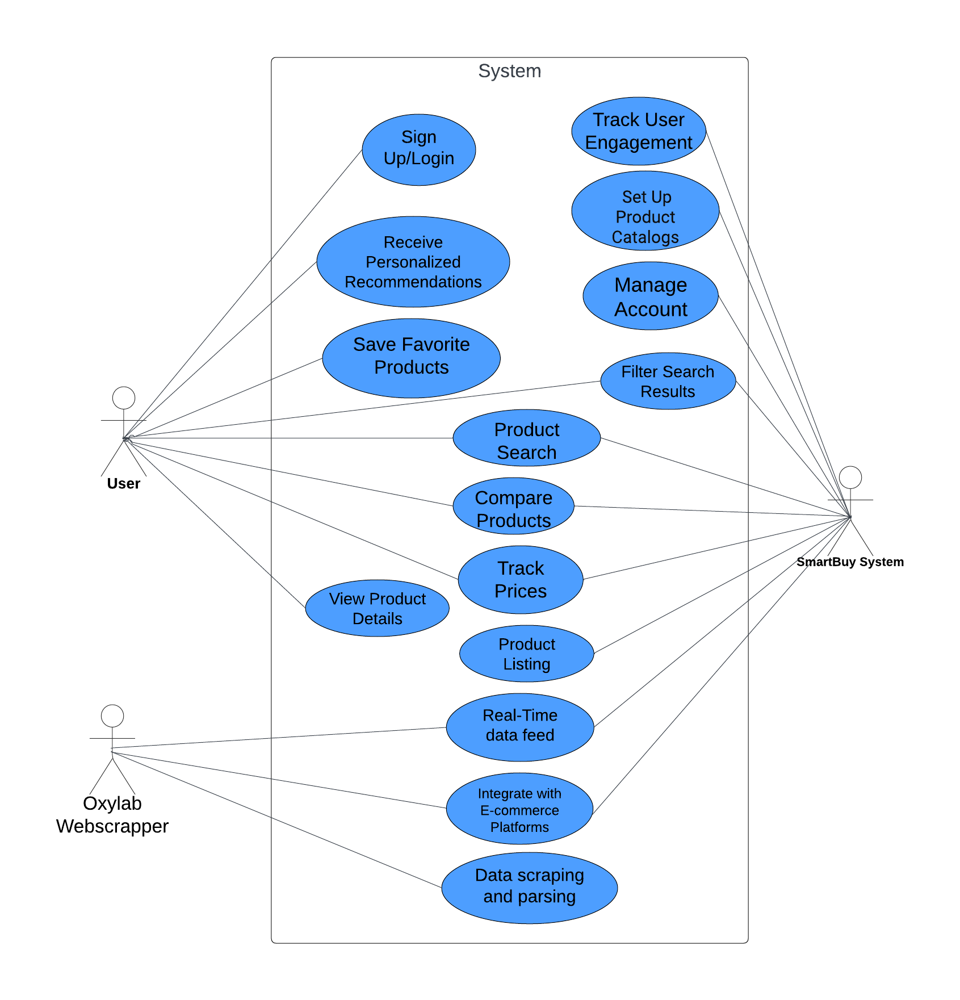 System
Sign
Up/Login
Track User
Engagement
Set Up
Product
Catalogs
Receive
Personalized
Recommendations
Manage
Account
Save Favorite
Products
Filter Search
Results
Product
Search
User
Compare
Products
SmartBuy System
Track
Prices
View Product
Details
Product
Listing
Real-Time
data feed
Oxylab
Webscrapper
Integrate with
E-commerce
Platforms
Data scraping
and parsing